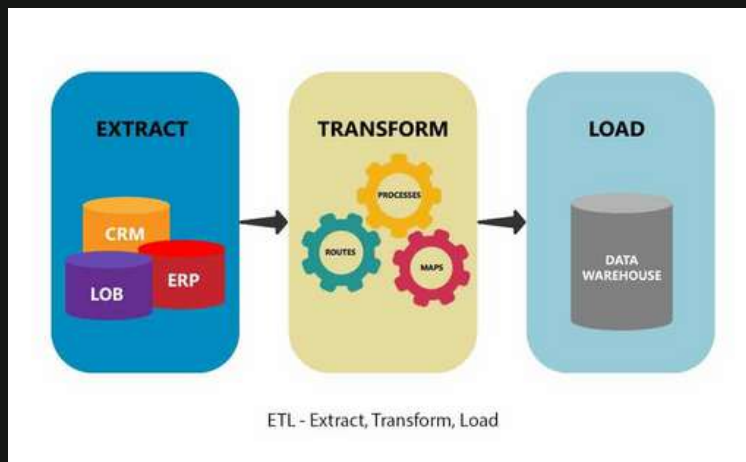 EXTRACT
CRM
LOB
ERP
TRANSFORM
PROCESSES
ROUTES
MAPS
LOAD
DATA
WAREHOUSE
ETL - Extract, Transform, Load